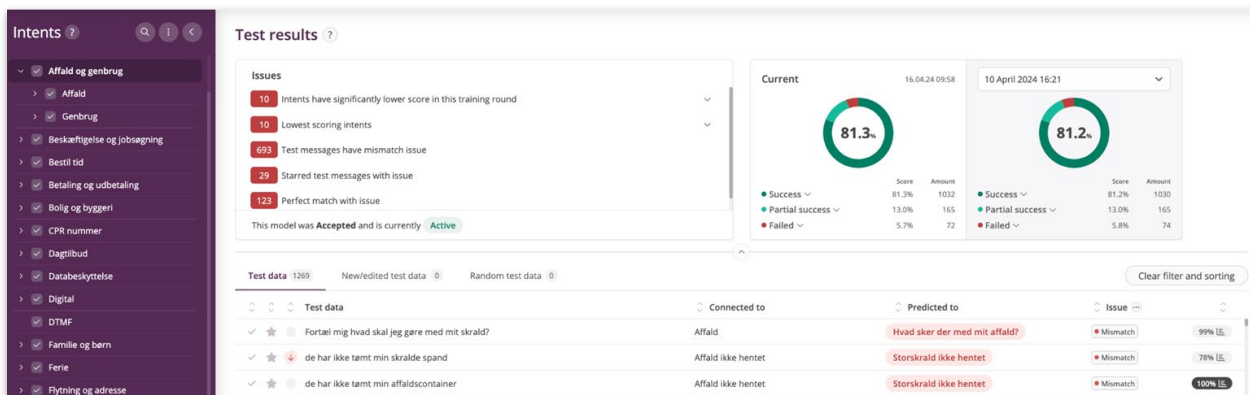 Intents ?
Affald og genbrug
Affald
Genbrug
Beskæftigelse og jobsøgning
Bestil tid
Betaling og udbetaling
Bolig og byggeri
CPR nummer
Dagtilbud
Databeskyttelse
Digital
DTMF
Familie og børn
Ferie
Flytning og adresse
Test results ?
Issues
10 Intents have significantly lower score in this training round
10 Lowest scoring intents
693 Test messages have mismatch issue
29 Starred test messages with issue
123 Perfect match with issue
This model was Accepted and is currently Active
Current 16.04.24 09:58
81.3%
Score Amount
Success 81.3% 1032
Partial success 13.0% 165
Failed 5.7% 72
10 April 2024 16:21
81.2%
Score Amount
Success 81.2% 1030
Partial success 13.0% 165
Failed 5.8% 74
Test data 1269 New/edited test data 0 Random test data 0 Clear filter and sorting
Test data Connected to Predicted to Issue
Fortæl mig hvad skal jeg gøre med mit skrald? Affald Hvad sker der med mit affald? Mismatch 99%
de har ikke tømt min skralde spand Affald ikke hentet Storskrald ikke hentet Mismatch 78%
de har ikke tømt min affaldscontainer Affald ikke hentet Storskrald ikke hentet Mismatch 100%